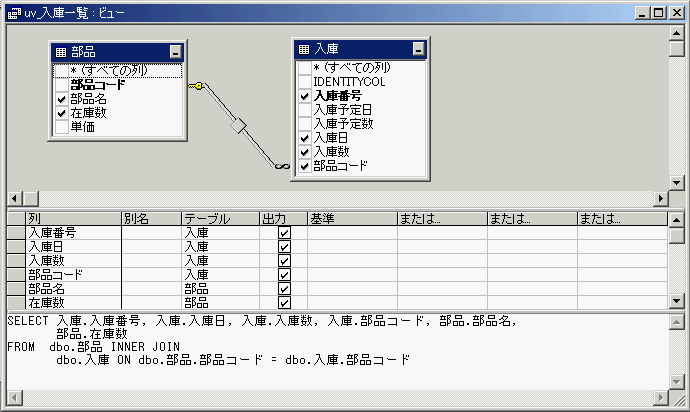 uv_入庫一覧 : ビュー
部品
* (すべての列)
部品コード
部品名
在庫数
単価
入庫
* (すべての列)
IDENTITYCOL
入庫番号
入庫予定日
入庫予定数
入庫日
入庫数
部品コード
列 別名 テーブル 出力 基準 または... または... または...
入庫番号 入庫
入庫日 入庫
入庫数 入庫
部品コード 入庫
部品名 部品
在庫数 部品
SELECT 入庫.入庫番号, 入庫.入庫日, 入庫.入庫数, 入庫.部品コード, 部品.部品名,
部品.在庫数
FROM dbo.部品 INNER JOIN
dbo.入庫 ON dbo.部品.部品コード = dbo.入庫.部品コード